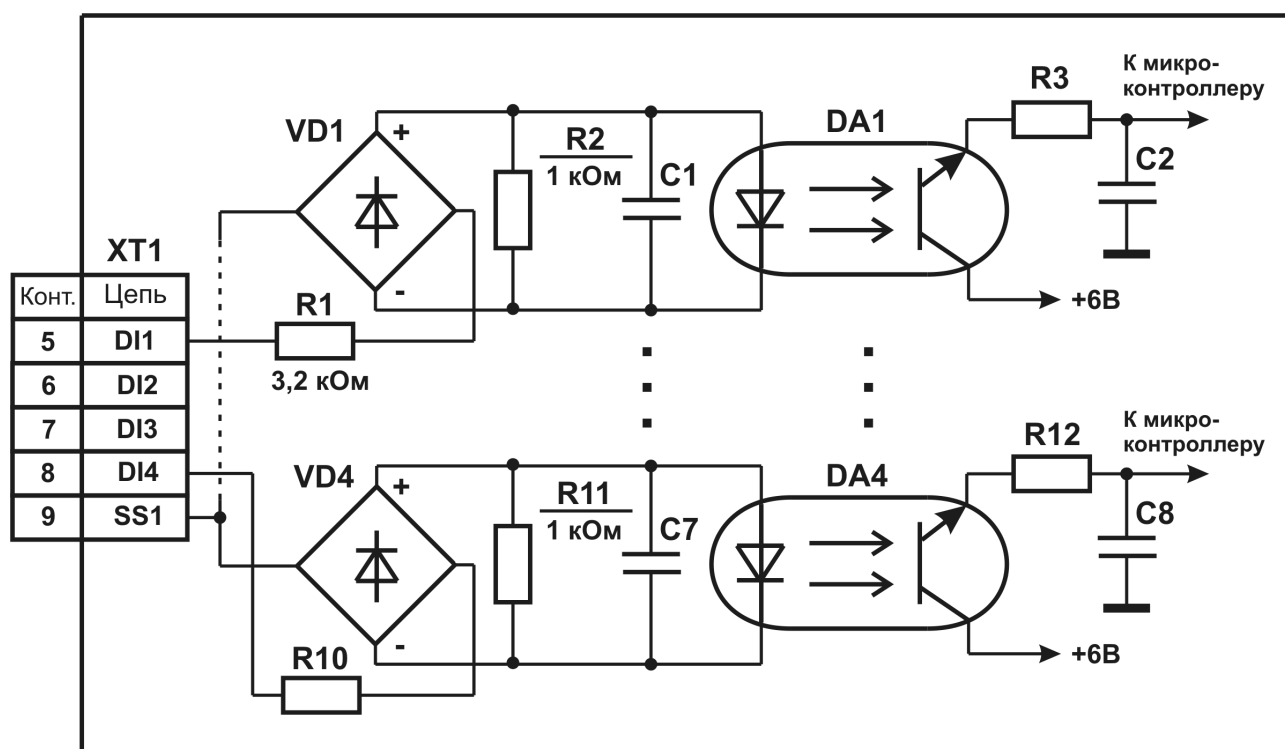 К микро-
контроллеру
R3
VD1
+
R2
1 кОм
C1
DA1
C2
XT1
Конт.
Цепь
-
R1
+6В
5
DI1
3,2 кОм
6
DI2
7
DI3
8
DI4
9
SS1
К микро-
контроллеру
R12
VD4
+
R11
1 кОм
C7
DA4
C8
-
R10
+6В